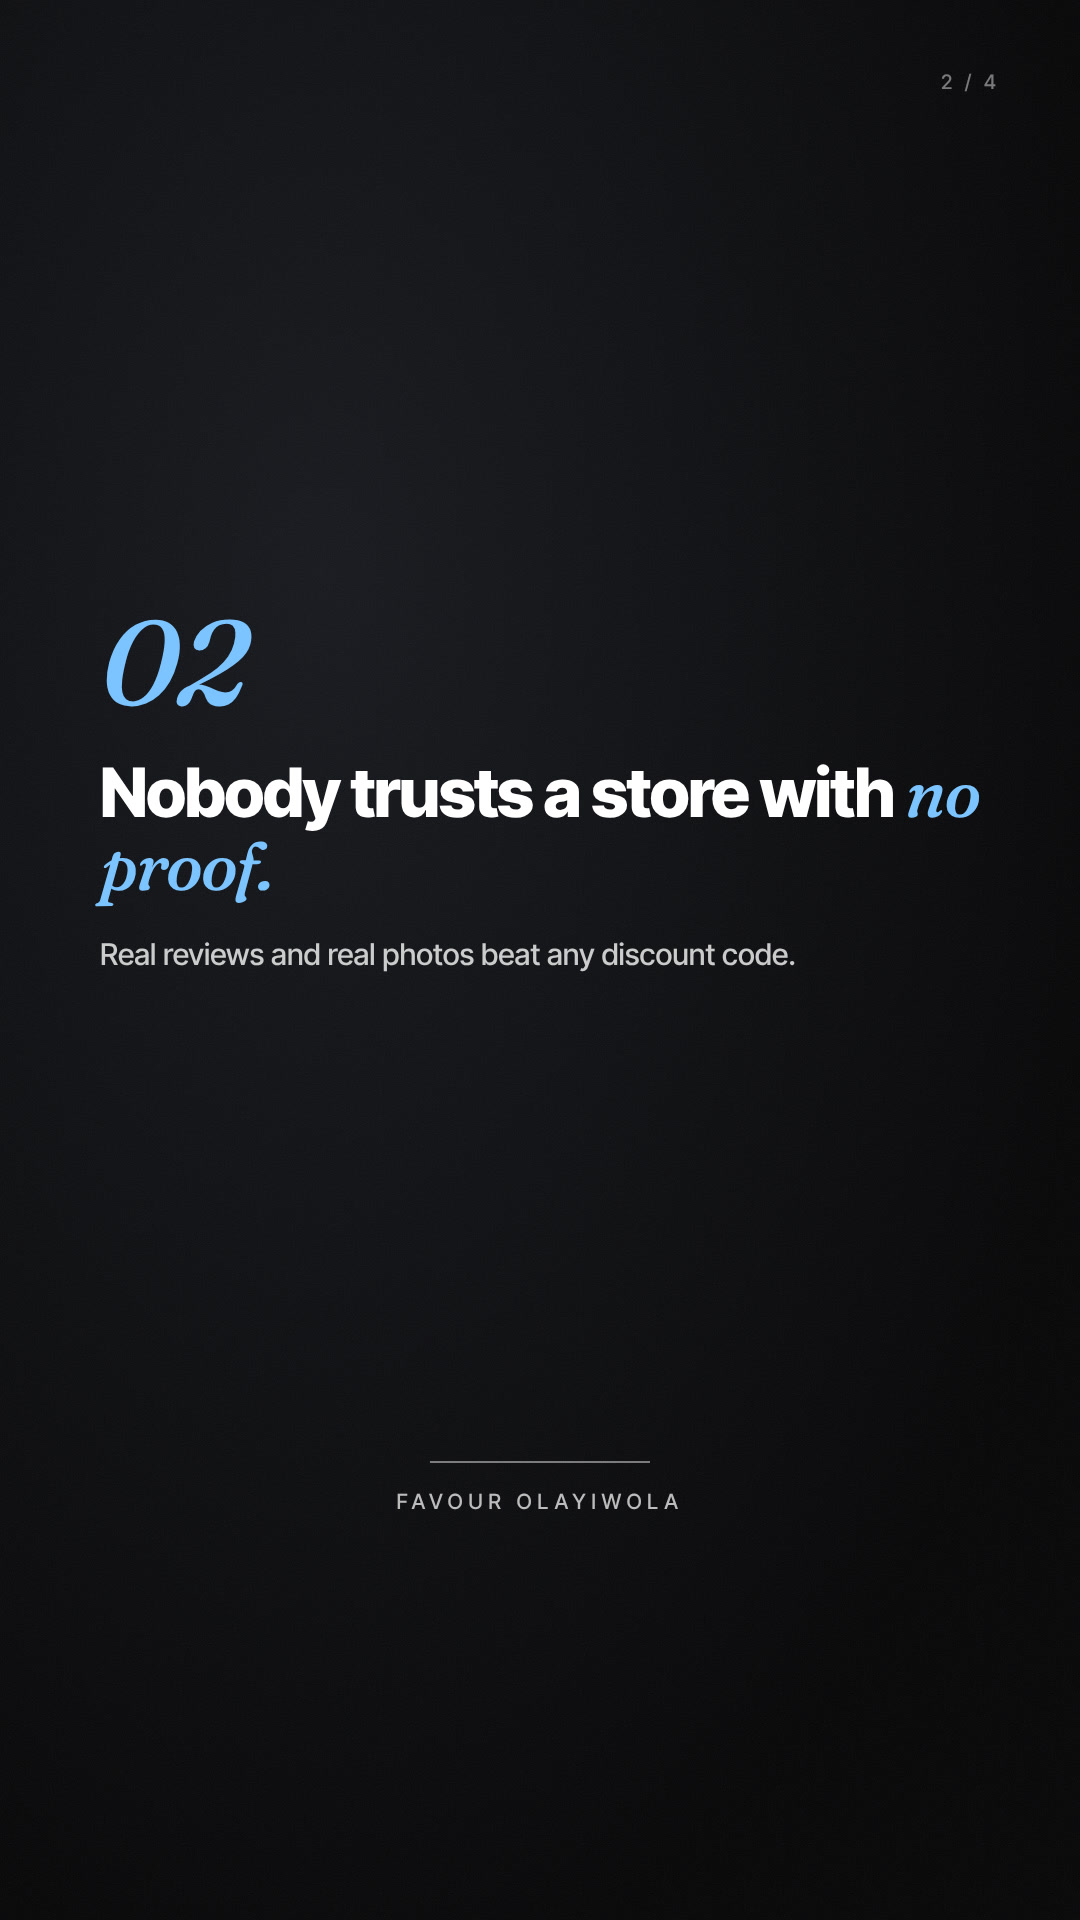 2 / 4
02
Nobody trusts a store with no
proof.
Real reviews and real photos beat any discount code.
FAVOUR OLAYIWOLA